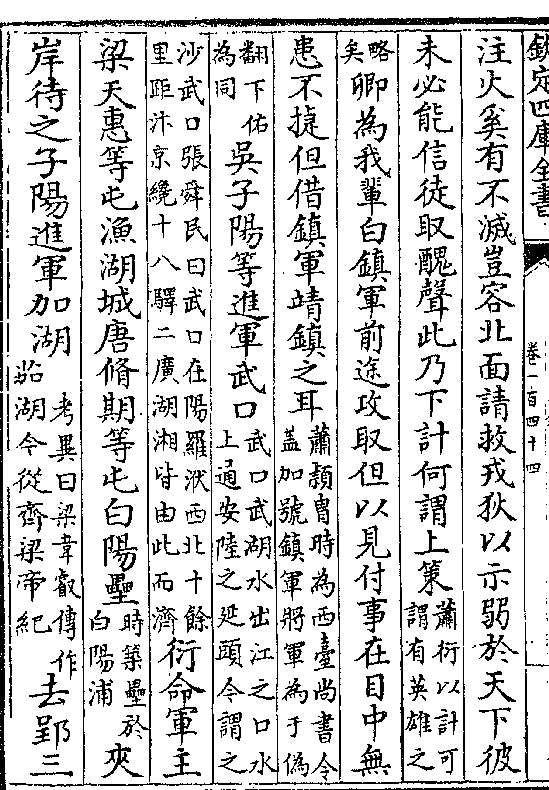 欽定四庫全書
卷一百四十四
注火奚有不滅豈容北面請救戎狄以示弱於天下彼
未必能信徒取醜聲此乃下計何謂上策蕭衍以計可謂有英雄之
略矣卿為我輩白鎮軍前途攻取但以見付事在目中無
患不捷但借鎮軍靖鎮之耳蕭頴胄時為西臺尚書令蓋加號鎮軍將軍為于偽
翻下佑為同吳子陽等進軍武口武口武湖水出江之口水上通安陸之延頭今謂之
沙武口張舜民曰武口在陽羅洑西北十餘里距汴京纔十八驛二廣湖湘皆由此而濟衍命軍主
梁天惠等屯漁湖城唐脩期等屯白陽壘時築壘於白陽浦夾
岸待之子陽進軍加湖考異曰梁韋叡傳作茄湖今從齊梁帝紀去郢三